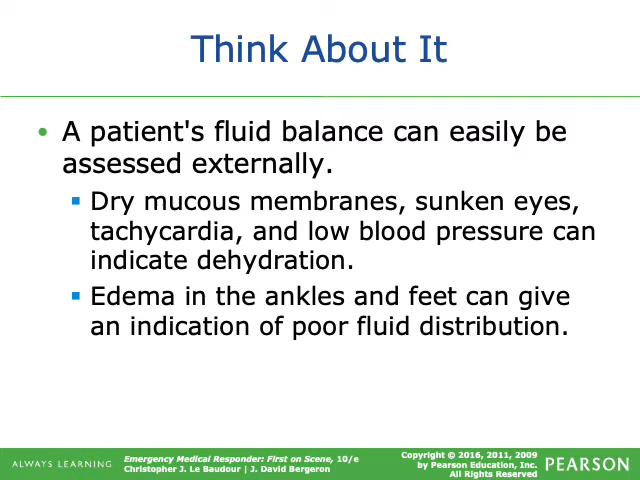 Think About It
• A patient's fluid balance can easily be
assessed externally.
▪ Dry mucous membranes, sunken eyes,
tachycardia, and low blood pressure can
indicate dehydration.
▪ Edema in the ankles and feet can give
an indication of poor fluid distribution.
ALWAYS LEARNING
Emergency Medical Responder: First on Scene, 10/e
Christopher J. Le Baudour | J. David Bergeron
Copyright © 2016, 2011, 2009
by Pearson Education, Inc.
All Rights Reserved
PEARSON